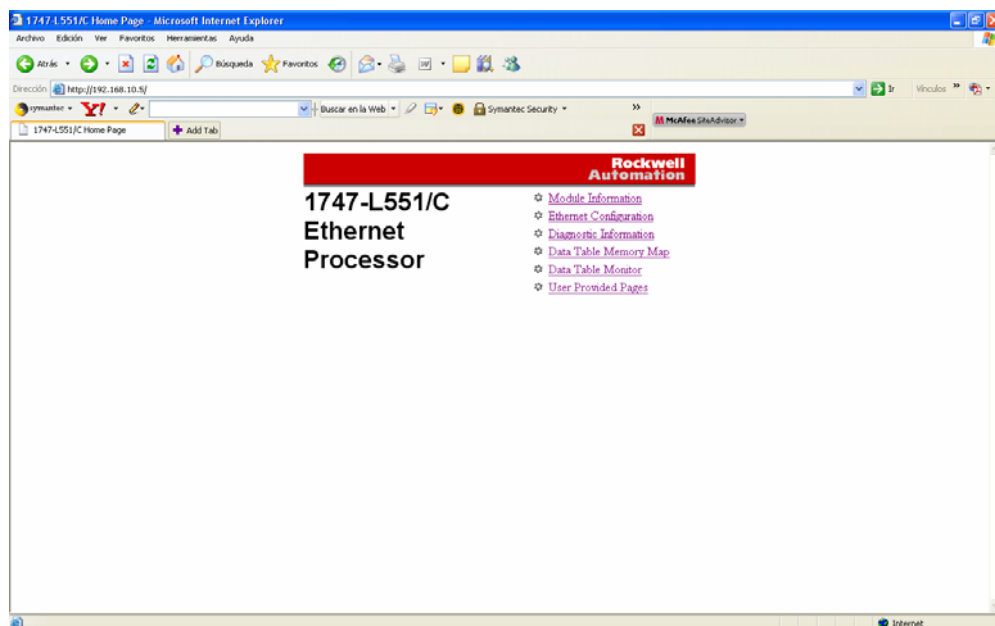 1747-L551/C Home Page - Microsoft Internet Explorer
Archivo Edición Ver Favoritos Herramientas Ayuda
Atrás Búsqueda Favoritos
Dirección http://192.168.10.5/ Ir Vínculos »
symantec Y! Buscar en la Web Symantec Security »
McAfee SiteAdvisor
1747-L551/C Home Page Add Tab
Rockwell
Automation
1747-L551/C
Ethernet
Processor
Module Information
Ethernet Configuration
Diagnostic Information
Data Table Memory Map
Data Table Monitor
User Provided Pages
Internet